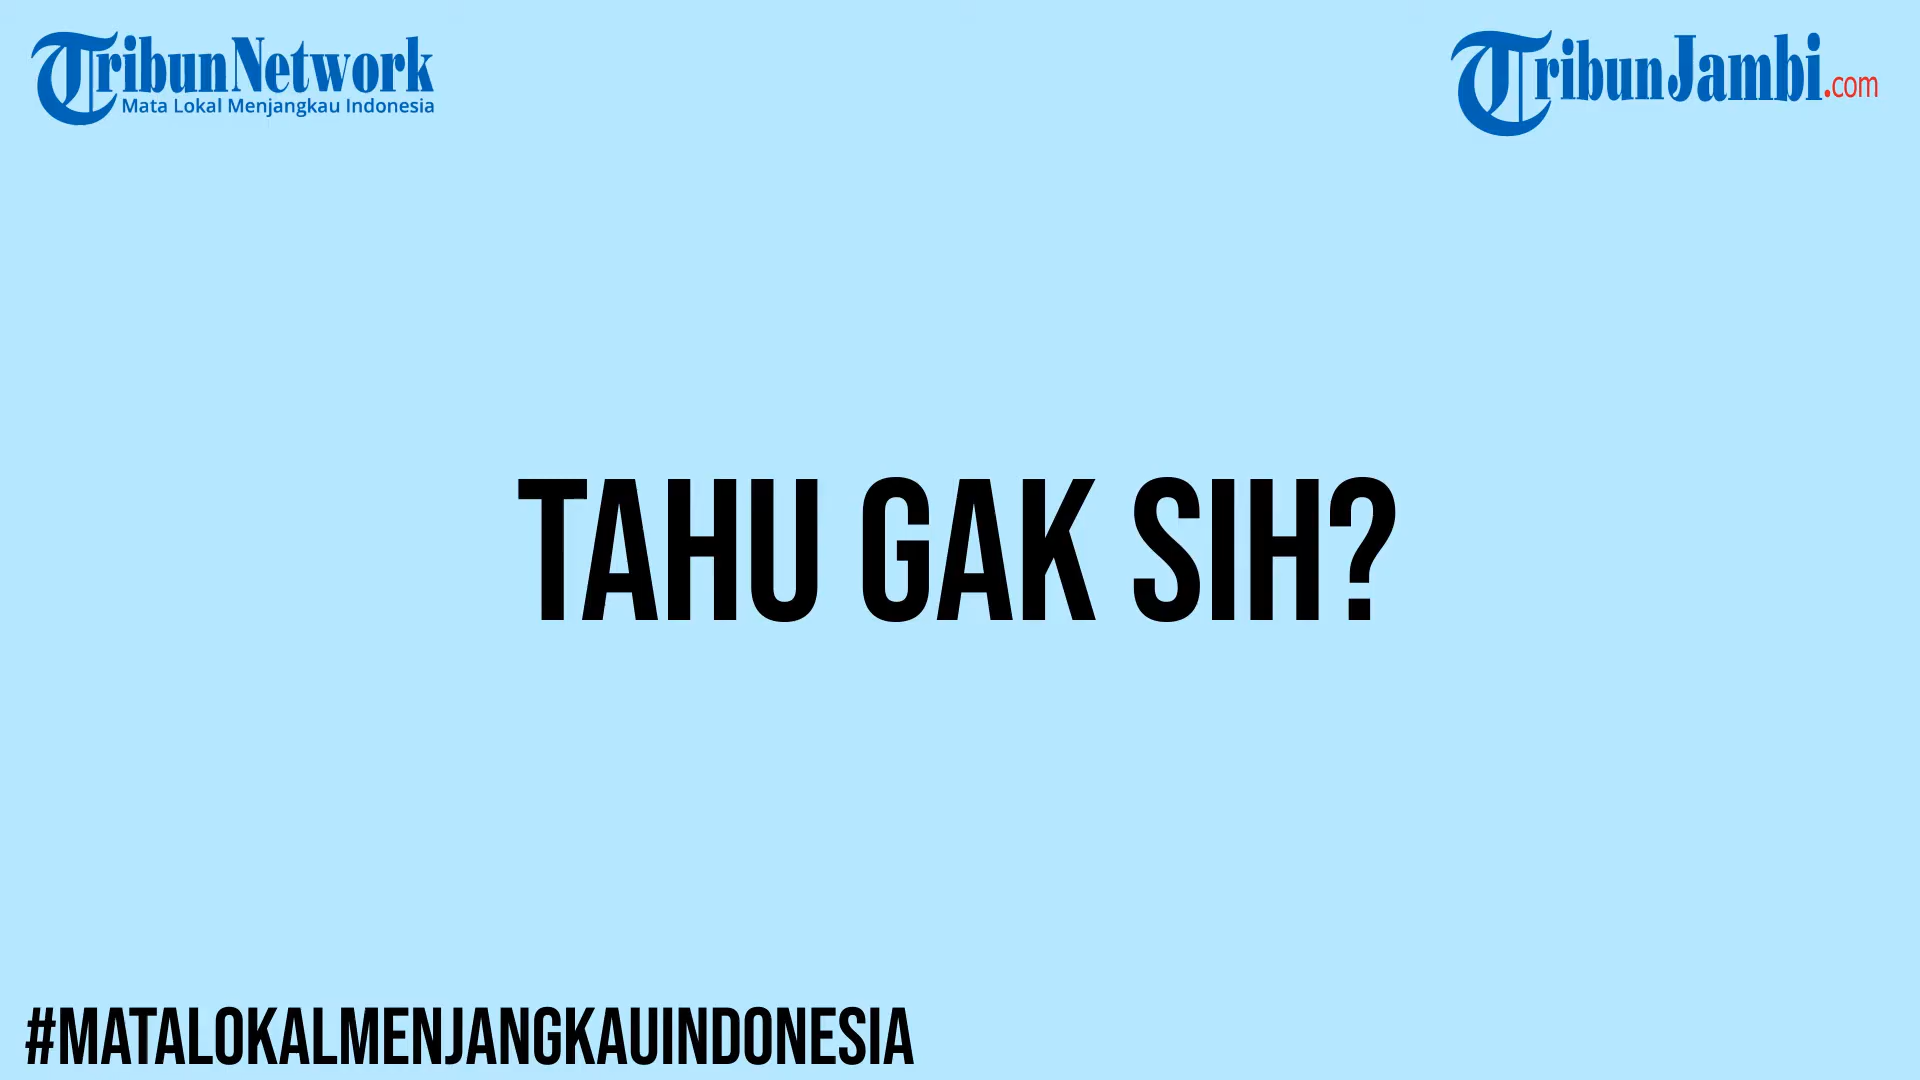 TribunNetwork
Mata Lokal Menjangkau Indonesia
TribunJambi.com
TAHU GAK SIH?
#MATALOKALMENJANGKAUINDONESIA